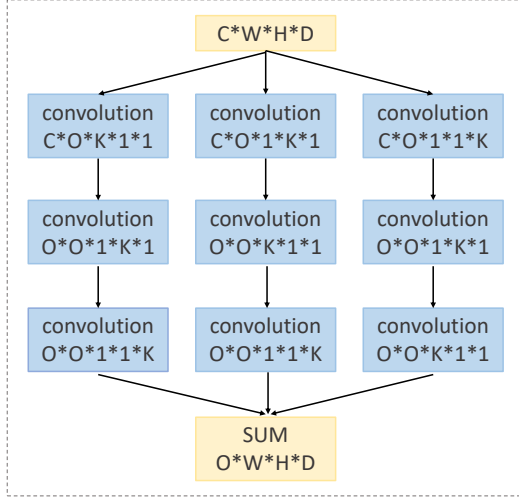 C*W*H*D
convolution
C*O*K*1*1
convolution
C*O*1*K*1
convolution
C*O*1*1*K
convolution
O*O*1*K*1
convolution
O*O*K*1*1
convolution
O*O*1*K*1
convolution
O*O*1*1*K
convolution
O*O*1*1*K
convolution
O*O*K*1*1
SUM
O*W*H*D